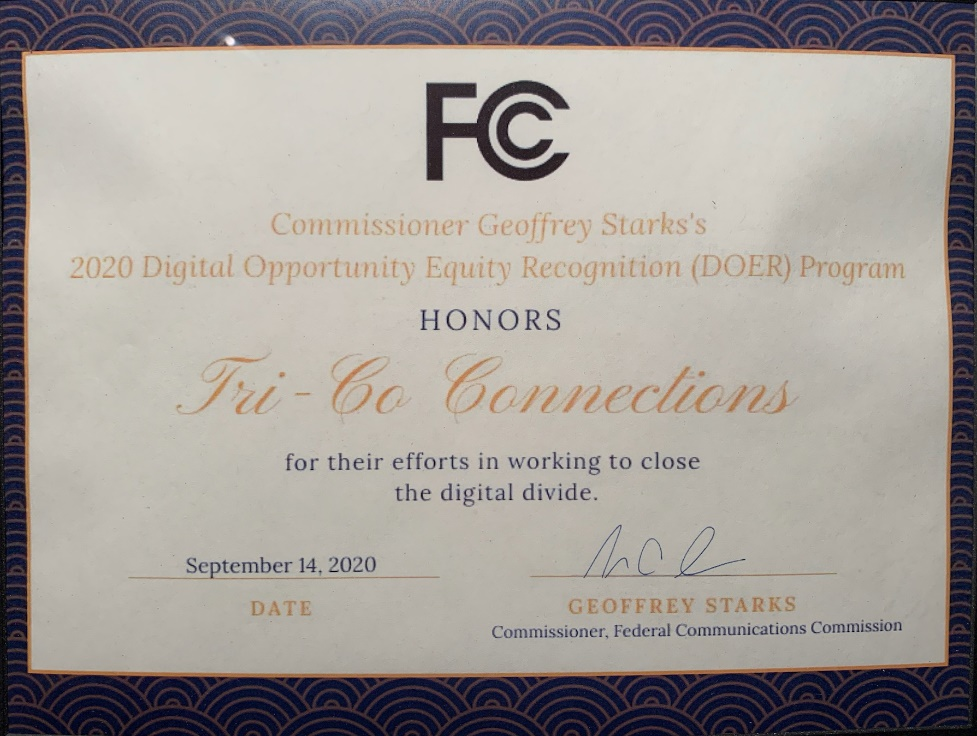 FCC
Commissioner Geoffrey Starks's
2020 Digital Opportunity Equity Recognition (DOER) Program
HONORS
Tri-Co Connections
for their efforts in working to close
the digital divide.
September 14, 2020
DATE
GEOFFREY STARKS
Commissioner, Federal Communications Commission